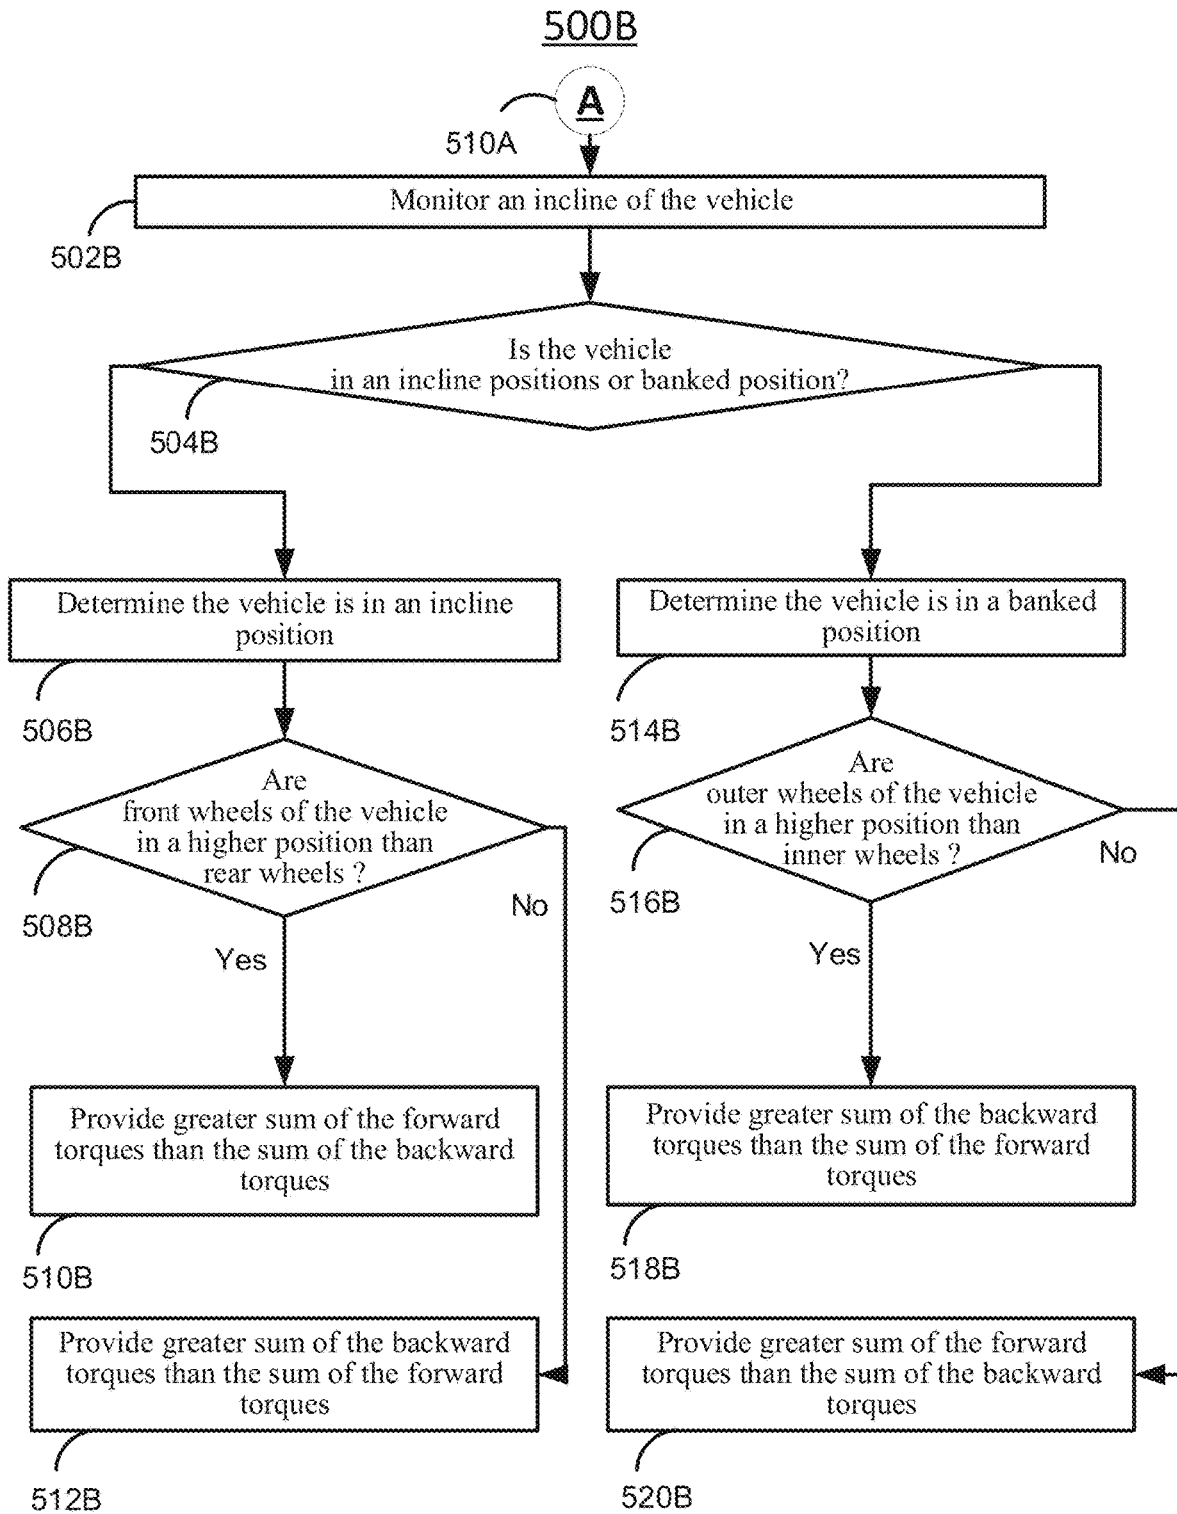 500B
A
510A
Monitor an incline of the vehicle
502B
Is the vehicle
in an incline positions or banked position?
504B
Determine the vehicle is in an incline
position
506B
Determine the vehicle is in a banked
position
514B
Are
front wheels of the vehicle
in a higher position than
rear wheels ?
508B
No
Yes
Are
outer wheels of the vehicle
in a higher position than
inner wheels ?
516B
No
Yes
Provide greater sum of the forward
torques than the sum of the backward
torques
510B
Provide greater sum of the backward
torques than the sum of the forward
torques
518B
Provide greater sum of the backward
torques than the sum of the forward
torques
512B
Provide greater sum of the forward
torques than the sum of the backward
torques
520B